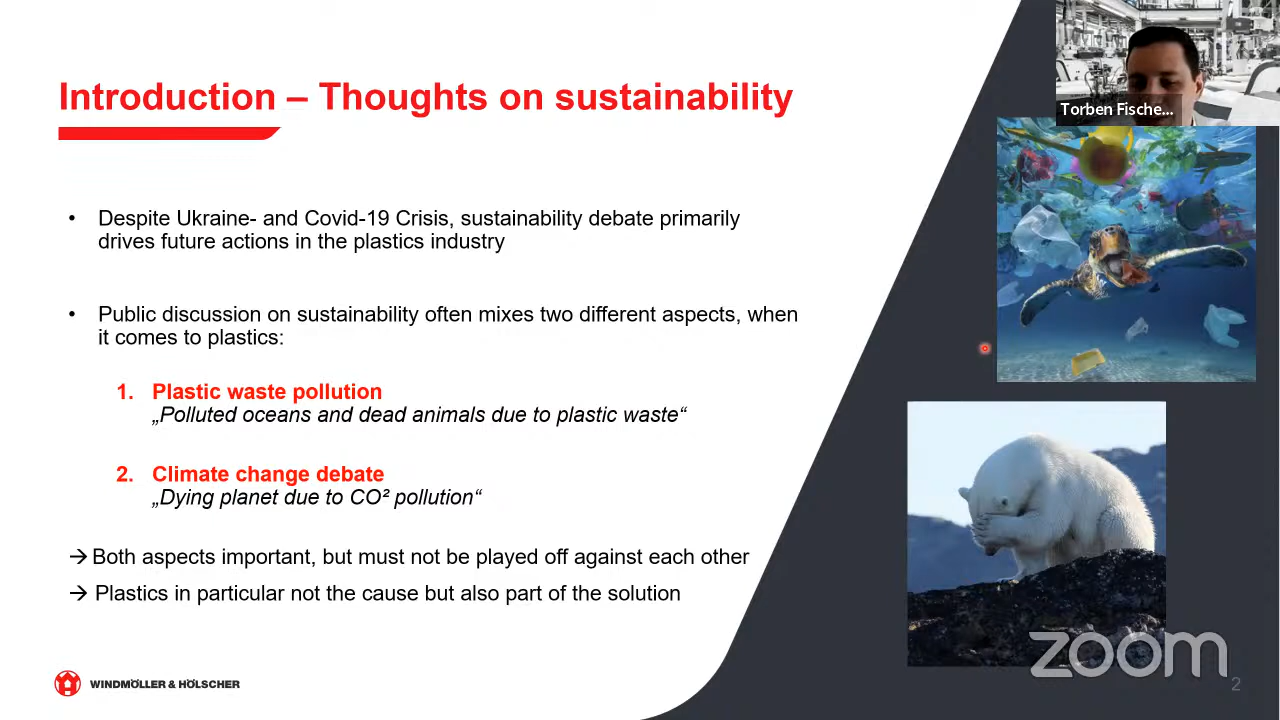 Introduction – Thoughts on sustainability
Torben Fische...
• Despite Ukraine- and Covid-19 Crisis, sustainability debate primarily
drives future actions in the plastics industry
• Public discussion on sustainability often mixes two different aspects, when
it comes to plastics:
1. Plastic waste pollution
„Polluted oceans and dead animals due to plastic waste“
2. Climate change debate
„Dying planet due to CO² pollution“
→ Both aspects important, but must not be played off against each other
→ Plastics in particular not the cause but also part of the solution
WINDMÖLLER & HÖLSCHER
zoom
2